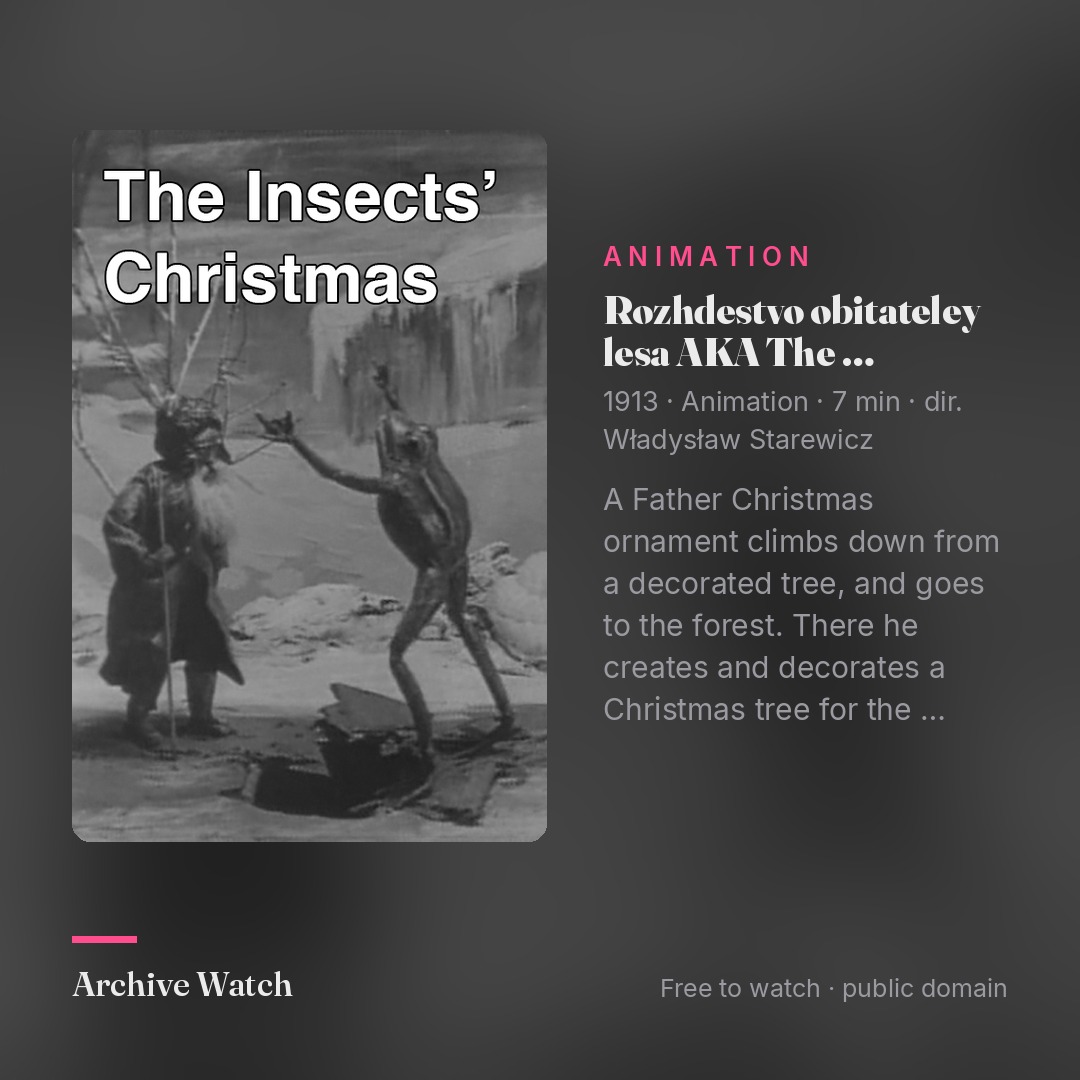 The Insects’
Christmas
ANIMATION
Rozhdestvo obitateley
lesa AKA The ...
1913 · Animation · 7 min · dir.
Władysław Starewicz
A Father Christmas
ornament climbs down from
a decorated tree, and goes
to the forest. There he
creates and decorates a
Christmas tree for the ...
Archive Watch
Free to watch · public domain